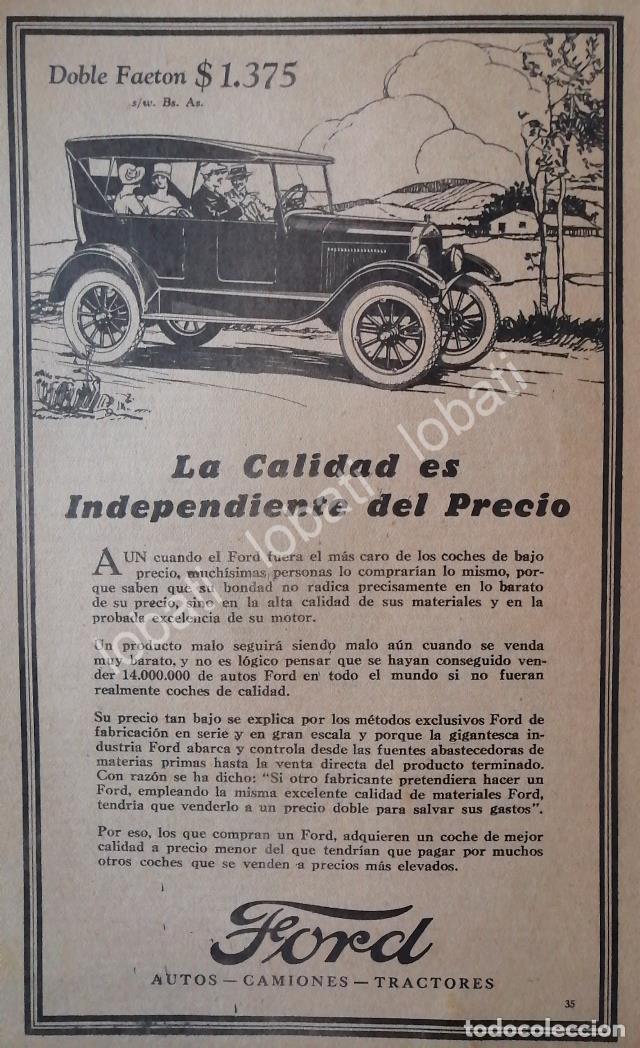 Doble Faeton $ 1.375
s/w. Bs. As.
La Calidad es
Independiente del Precio
AUN cuando el Ford fuera el más caro de los coches de bajo
precio, muchísimas personas lo comprarían lo mismo, por-
que saben que su bondad no radica precisamente en lo barato
de su precio, sino en la alta calidad de sus materiales y en la
probada excelencia de su motor.
Un producto malo seguirá siendo malo aún cuando se venda
muy barato, y no es lógico pensar que se hayan conseguido ven-
der 14.000.000 de autos Ford en todo el mundo si no fueran
realmente coches de calidad.
Su precio tan bajo se explica por los métodos exclusivos Ford de
fabricación en serie y en gran escala y porque la gigantesca in-
dustria Ford abarca y controla desde las fuentes abastecedoras de
materias primas hasta la venta directa del producto terminado.
Con razón se ha dicho: "Si otro fabricante pretendiera hacer un
Ford, empleando la misma excelente calidad de materiales Ford,
tendría que venderlo a un precio doble para salvar sus gastos".
Por eso, los que compran un Ford, adquieren un coche de mejor
calidad a precio menor del que tendrían que pagar por muchos
otros coches que se venden a precios más elevados.
Ford
AUTOS — CAMIONES — TRACTORES
35
lobati lobati lobati
todocoleccion.net